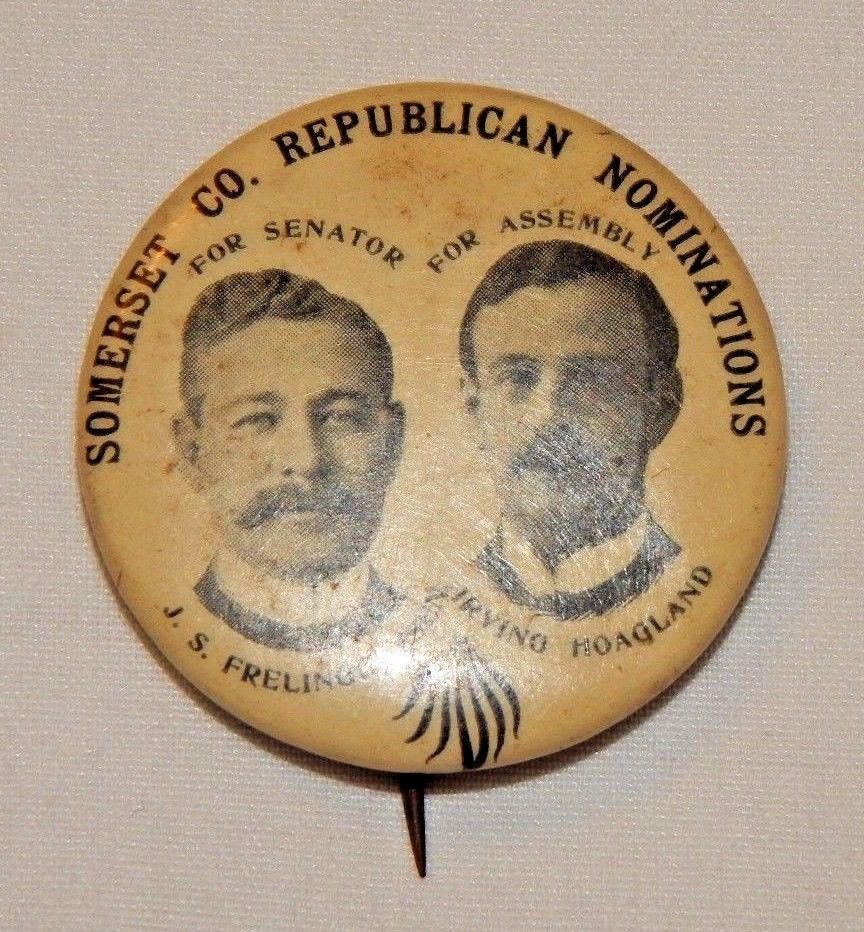 SOMERSET CO. REPUBLICAN NOMINATIONS
FOR SENATOR
FOR ASSEMBLY
J. S.
IRVING HOAGLAND